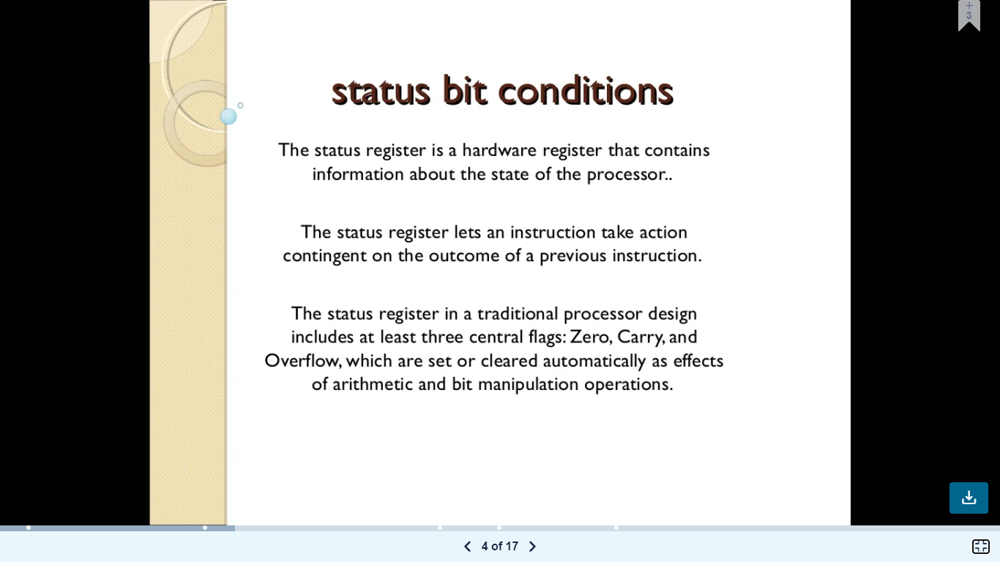 +
3
status bit conditions
The status register is a hardware register that contains
information about the state of the processor..
The status register lets an instruction take action
contingent on the outcome of a previous instruction.
The status register in a traditional processor design
includes at least three central flags: Zero, Carry, and
Overflow, which are set or cleared automatically as effects
of arithmetic and bit manipulation operations.
4 of 17